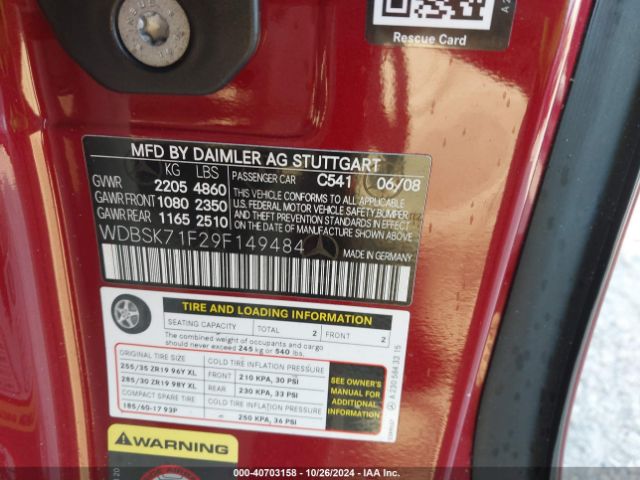 Rescue Card
MFD BY DAIMLER AG STUTTGART
KG LBS PASSENGER CAR C541 06/08
GVWR 2205 4860
GAWR FRONT 1080 2350
GAWR REAR 1165 2510
THIS VEHICLE CONFORMS TO ALL APPLICABLE
U.S. FEDERAL MOTOR VEHICLE SAFETY,BUMPER
AND THEFT PREVENTION STANDARDS IN EFFECT
ON THE DATE OF MANUFACTURE SHOWN ABOVE.
WDBSK71F29F149484
MADE IN GERMANY
TIRE AND LOADING INFORMATION
SEATING CAPACITY TOTAL 2 FRONT 2
The combined weight of occupants and cargo
should never exceed 245 kg or 540 lbs.
ORIGINAL TIRE SIZE COLD TIRE INFLATION PRESSURE
255/35 ZR19 96Y XL FRONT 210 KPA, 30 PSI
285/30 ZR19 98Y XL REAR 230 KPA, 33 PSI
COMPACT SPARE TIRE COLD TIRE INFLATION PRESSURE
185/60-17 93P 250 KPA, 36 PSI
SEE OWNER'S
MANUAL FOR
ADDITIONAL
INFORMATION
A 230 584 33 15
WARNING
000-40703158 - 10/26/2024 - IAA Inc.